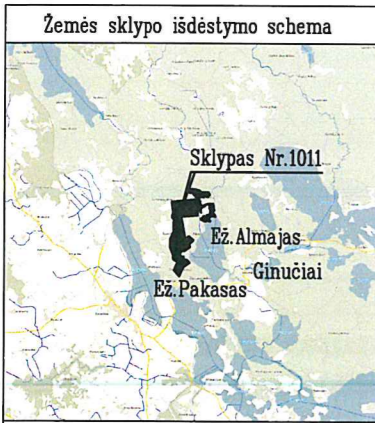 Žemės sklypo išdėstymo schema
Sklypas Nr.1011
Ež.Almajas
Ginučiai
Ež.Pakasas